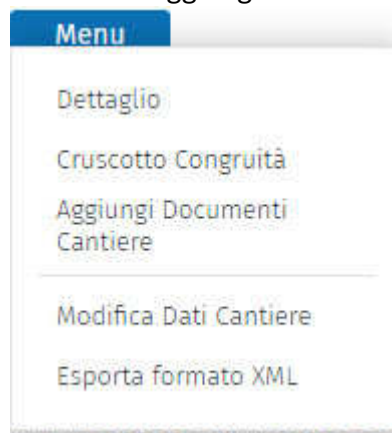 Menu
Dettaglio
Cruscotto Congruità
Aggiungi Documenti
Cantiere
Modifica Dati Cantiere
Esporta formato XML